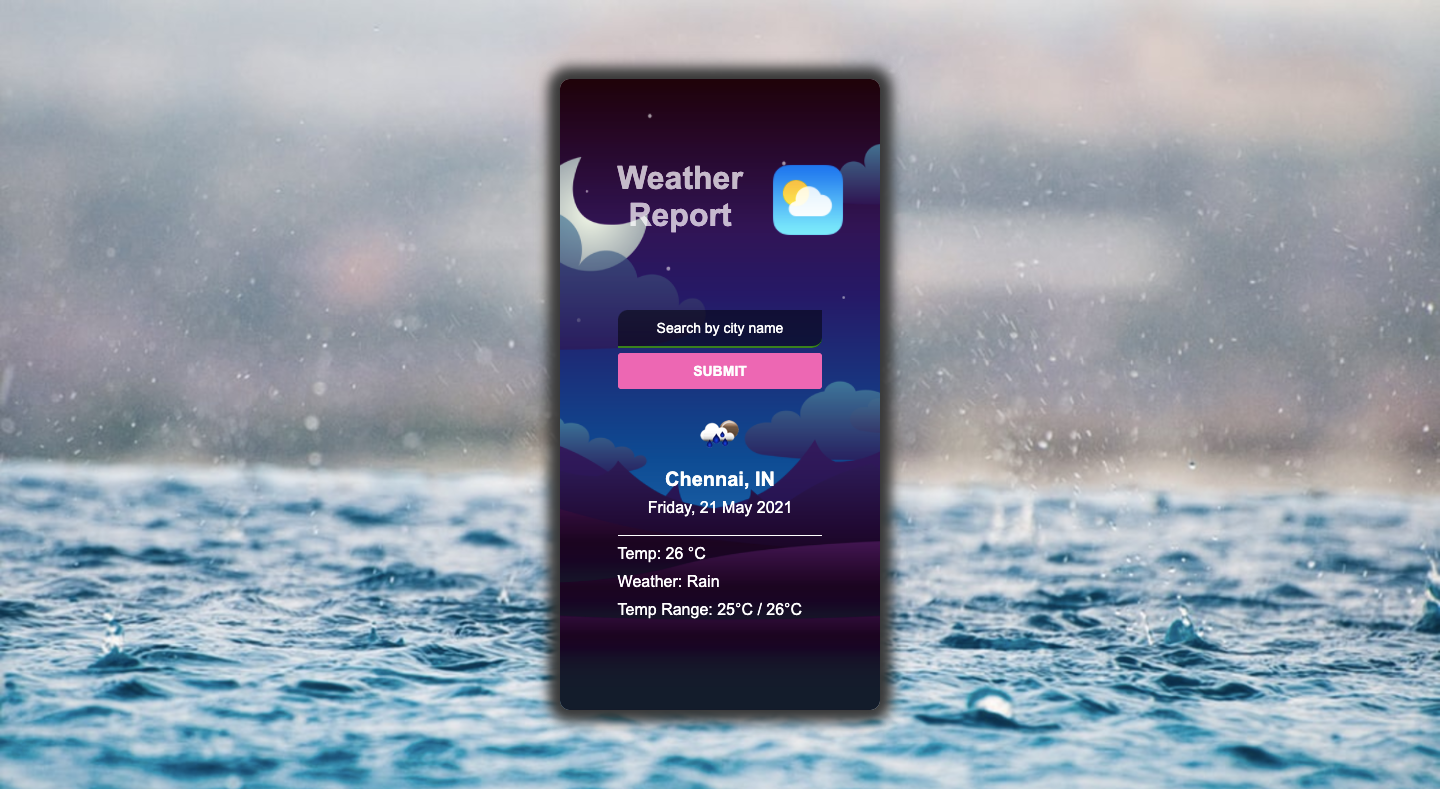 Weather
Report
Search by city name
SUBMIT
Chennai, IN
Friday, 21 May 2021
Temp: 26 °C
Weather: Rain
Temp Range: 25°C / 26°C